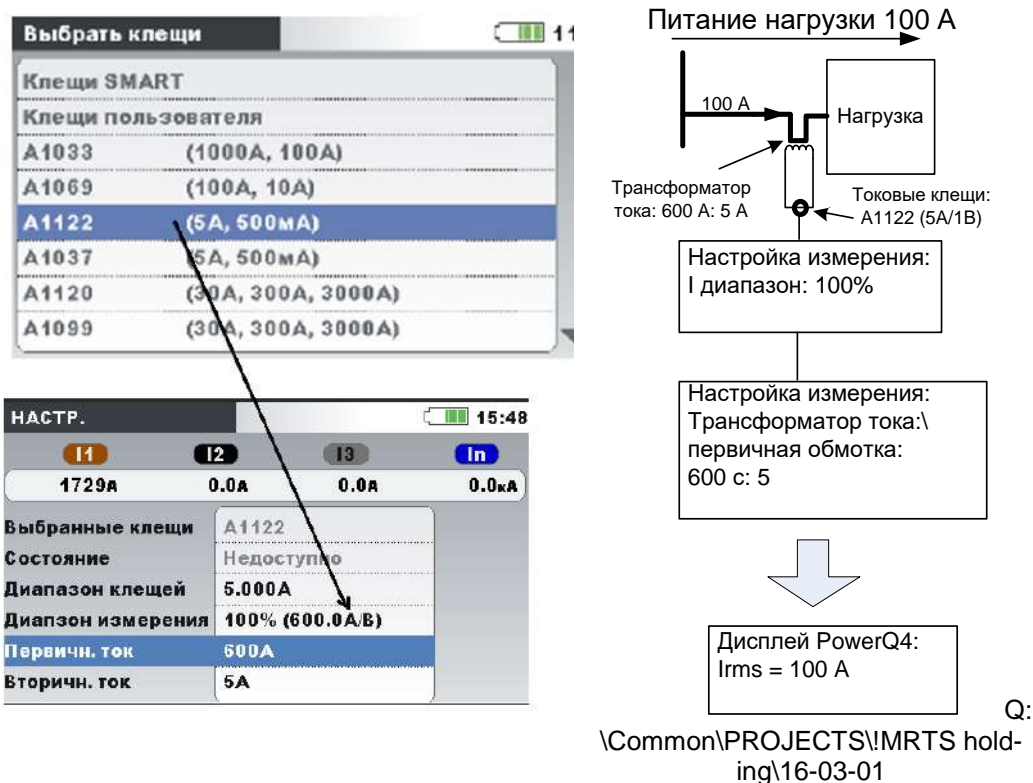 Выбрать клещи
11
Клещи SMART
Клещи пользователя
A1033 (1000A, 100A)
A1069 (100A, 10A)
A1122 (5A, 500мA)
A1037 (5A, 500мA)
A1120 (30A, 300A, 3000A)
A1099 (30A, 300A, 3000A)
НАСТР.
15:48
I1 I2 I3 In
1729A 0.0A 0.0A 0.0кA
Выбранные клещи A1122
Состояние Недоступно
Диапазон клещей 5.000A
Диапзон измерения 100% (600.0A/В)
Первичн. ток 600A
Вторичн. ток 5A
Питание нагрузки 100 А
100 А
Нагрузка
Трансформатор
тока: 600 А: 5 А
Токовые клещи:
А1122 (5А/1В)
Настройка измерения:
I диапазон: 100%
Настройка измерения:
Трансформатор тока:\
первичная обмотка:
600 с: 5
Дисплей PowerQ4:
Irms = 100 А
Q:
\Common\PROJECTS\!MRTS hold-
ing\16-03-01